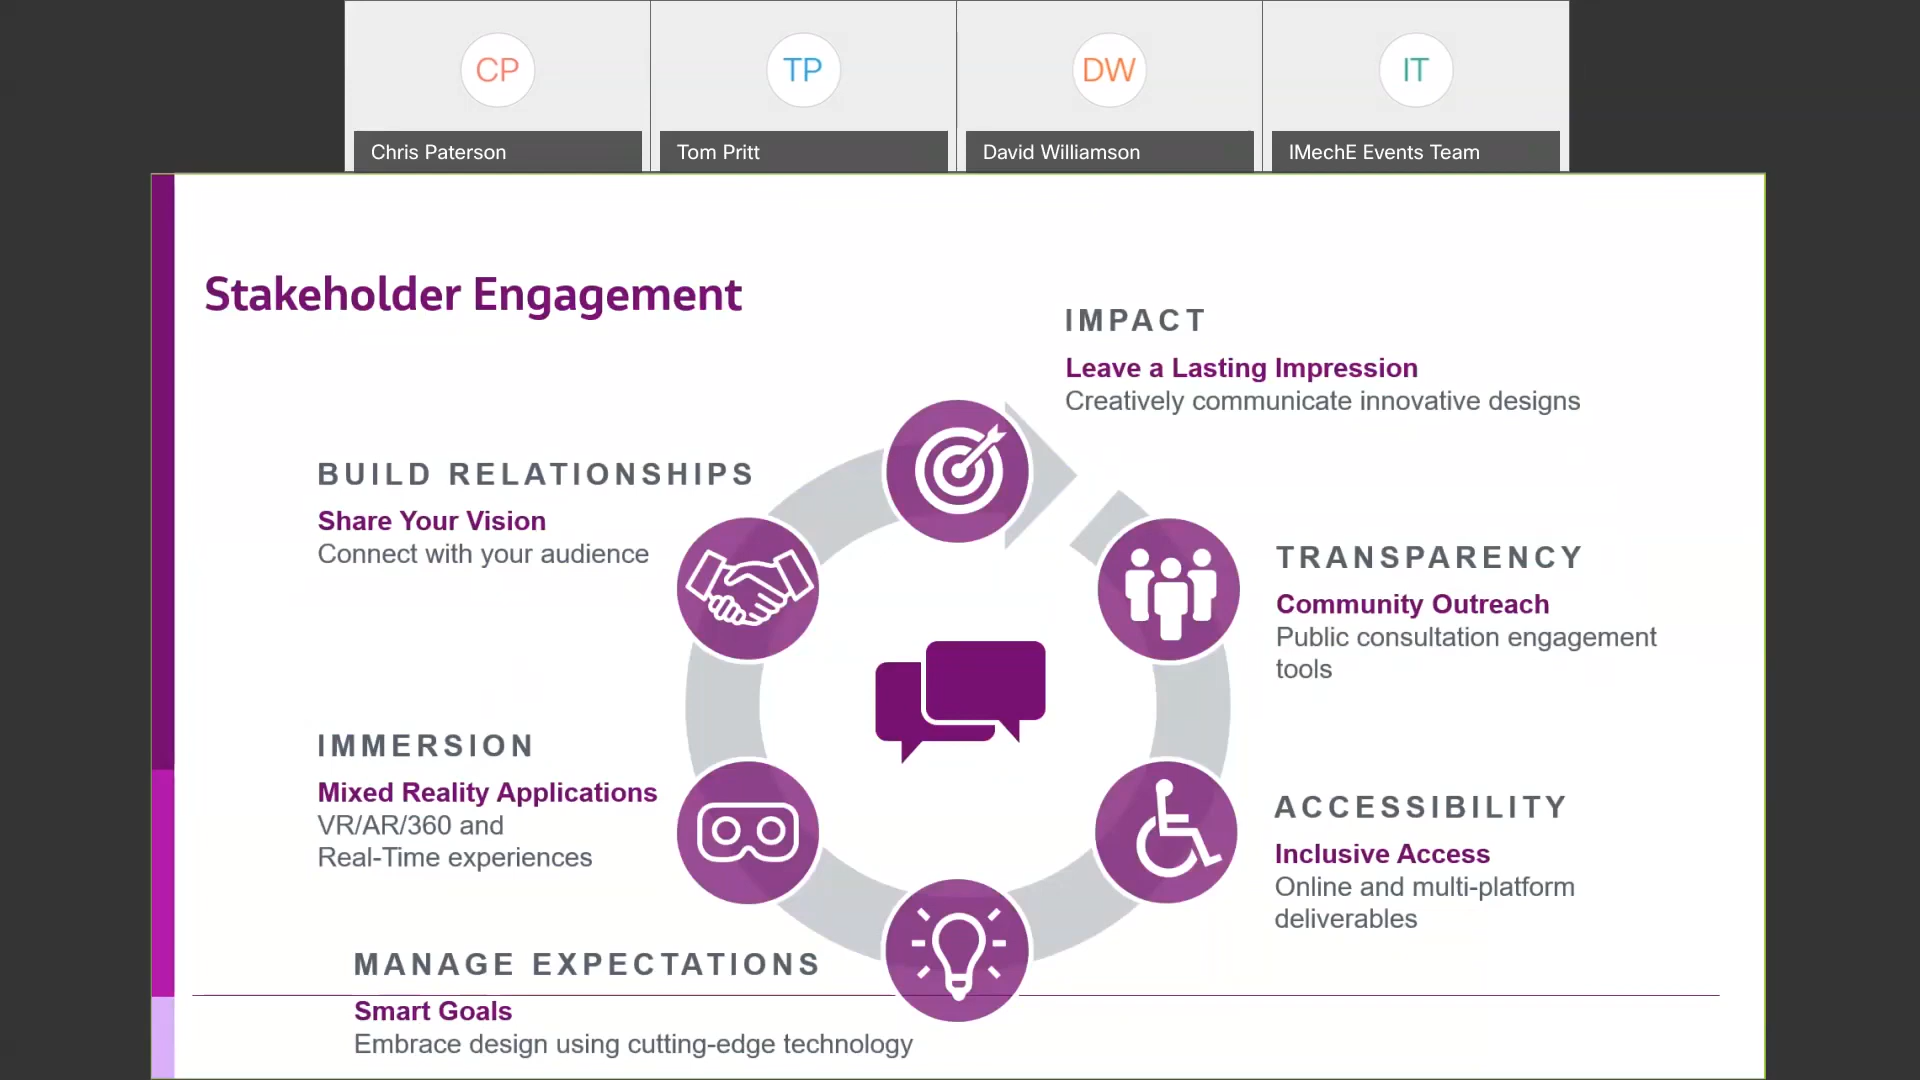 CP
TP
DW
IT
Chris Paterson
Tom Pritt
David Williamson
IMechE Events Team
Stakeholder Engagement
IMPACT
Leave a Lasting Impression
Creatively communicate innovative designs
TRANSPARENCY
Community Outreach
Public consultation engagement
tools
ACCESSIBILITY
Inclusive Access
Online and multi-platform
deliverables
MANAGE EXPECTATIONS
Smart Goals
Embrace design using cutting-edge technology
IMMERSION
Mixed Reality Applications
VR/AR/360 and
Real-Time experiences
BUILD RELATIONSHIPS
Share Your Vision
Connect with your audience